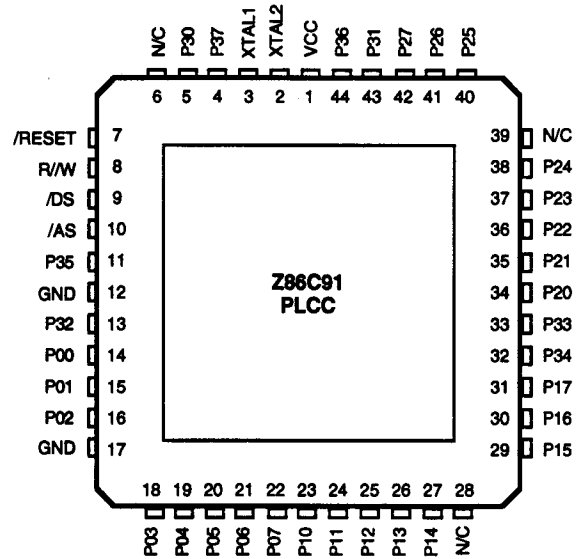 N/C P30 P37 XTAL1 XTAL2 VCC P36 P31 P27 P26 P25
6 5 4 3 2 1 44 43 42 41 40
/RESET 7 39 N/C
R//W 8 38 P24
/DS 9 37 P23
/AS 10 36 P22
P35 11 35 P21
GND 12 34 P20
P32 13 33 P33
P00 14 32 P34
P01 15 31 P17
P02 16 30 P16
GND 17 29 P15
Z86C91
PLCC
18 19 20 21 22 23 24 25 26 27 28
P03 P04 P05 P06 P07 P10 P11 P12 P13 P14 N/C